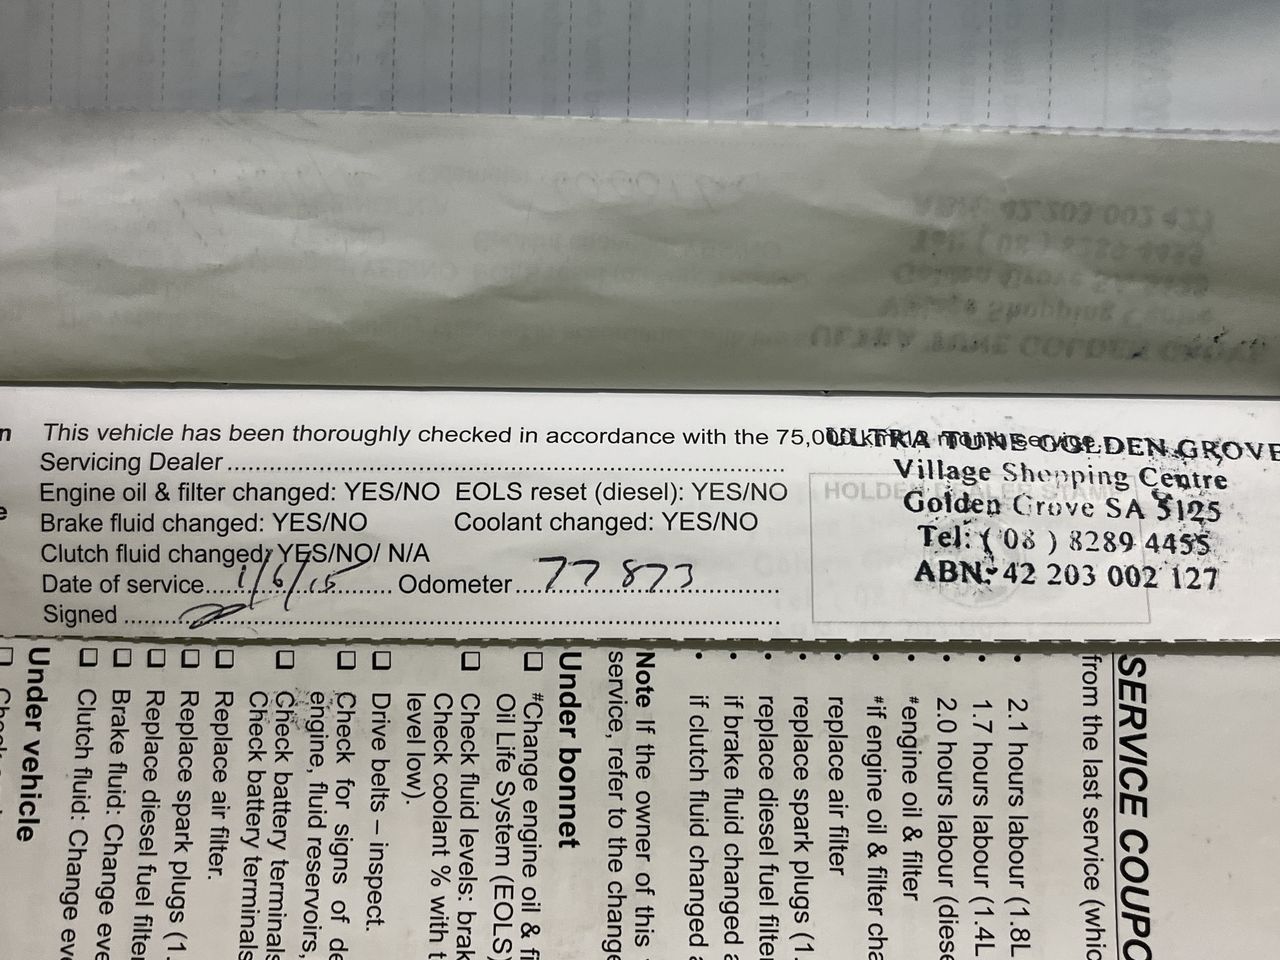 This vehicle has been thoroughly checked in accordance with the 75,0
ULTRA TUNE GOLDEN GROVE
Village Shopping Centre
HOLDEN DEALER STAMP
Golden Grove SA 5125
Tel: ( 08 ) 8289 4455
ABN: 42 203 002 127
Servicing Dealer
Engine oil & filter changed: YES/NO EOLS reset (diesel): YES/NO
Brake fluid changed: YES/NO Coolant changed: YES/NO
Clutch fluid changed: YES/NO/ N/A
Date of service 1/6/15 Odometer 77 873
Signed
SERVICE COUPO
from the last service (whic
• 2.1 hours labour (1.8L
• 1.7 hours labour (1.4L
• 2.0 hours labour (diese
• #engine oil & filter
• #if engine oil & filter cha
• replace air filter
• replace spark plugs (1.
• replace diesel fuel filter
• if brake fluid changed a
• if clutch fluid changed a
Note If the owner of this
service, refer to the change
Under bonnet
☐ #Change engine oil & fi
Oil Life System (EOLS)
☐ Check fluid levels: brak
Check coolant % with t
level low).
☐ Drive belts – inspect.
☐ Check for signs of de
engine, fluid reservoirs,
☐ Check battery terminals
Check battery terminals
☐ Replace air filter.
☐ Replace spark plugs (1.
☐ Replace diesel fuel filter
☐ Brake fluid: Change eve
☐ Clutch fluid: Change eve
Under vehicle